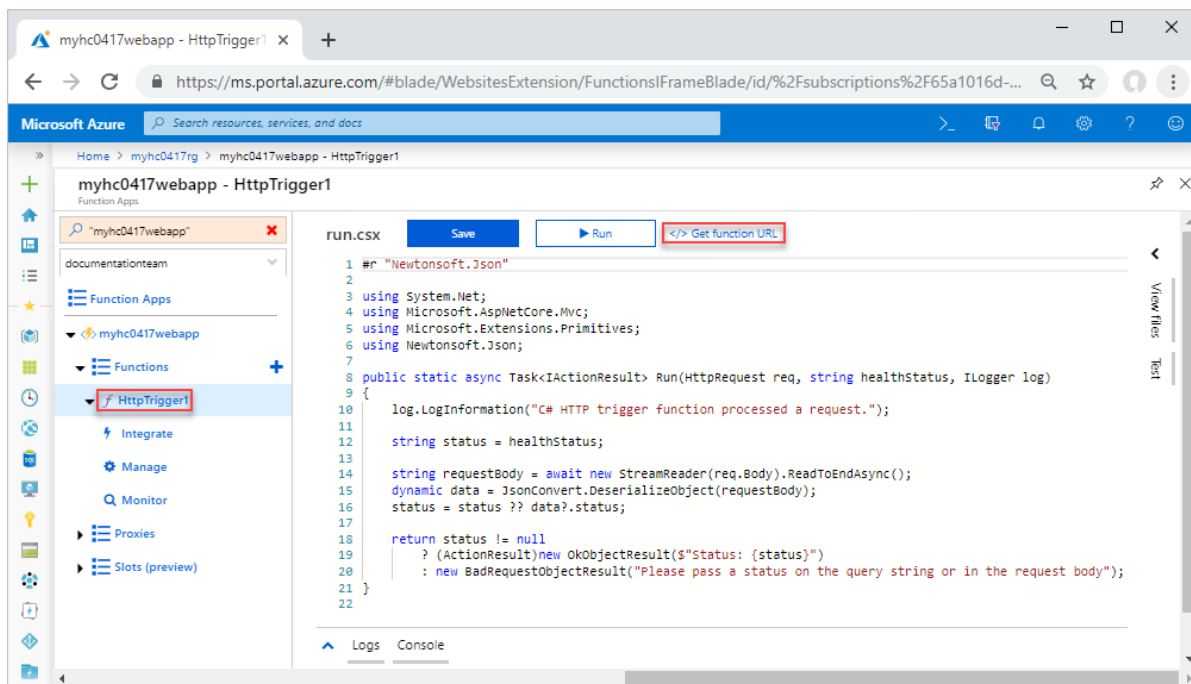 myhc0417webapp - HttpTrigger1
https://ms.portal.azure.com/#blade/WebsitesExtension/FunctionsIFrameBlade/id/%2Fsubscriptions%2F65a1016d-...
Microsoft Azure
Search resources, services, and docs
Home > myhc0417rg > myhc0417webapp - HttpTrigger1
myhc0417webapp - HttpTrigger1
Function Apps
"myhc0417webapp"
documentationteam
Function Apps
myhc0417webapp
Functions
HttpTrigger1
Integrate
Manage
Monitor
Proxies
Slots (preview)
run.csx
Save
Run
</> Get function URL
1 #r "Newtonsoft.Json"
2
3 using System.Net;
4 using Microsoft.AspNetCore.Mvc;
5 using Microsoft.Extensions.Primitives;
6 using Newtonsoft.Json;
7
8 public static async Task<IActionResult> Run(HttpRequest req, string healthStatus, ILogger log)
9 {
10     log.LogInformation("C# HTTP trigger function processed a request.");
11
12     string status = healthStatus;
13
14     string requestBody = await new StreamReader(req.Body).ReadToEndAsync();
15     dynamic data = JsonConvert.DeserializeObject(requestBody);
16     status = status ?? data?.status;
17
18     return status != null
19         ? (ActionResult)new OkObjectResult($"Status: {status}")
20         : new BadRequestObjectResult("Please pass a status on the query string or in the request body");
21 }
22
View files
Test
Logs
Console